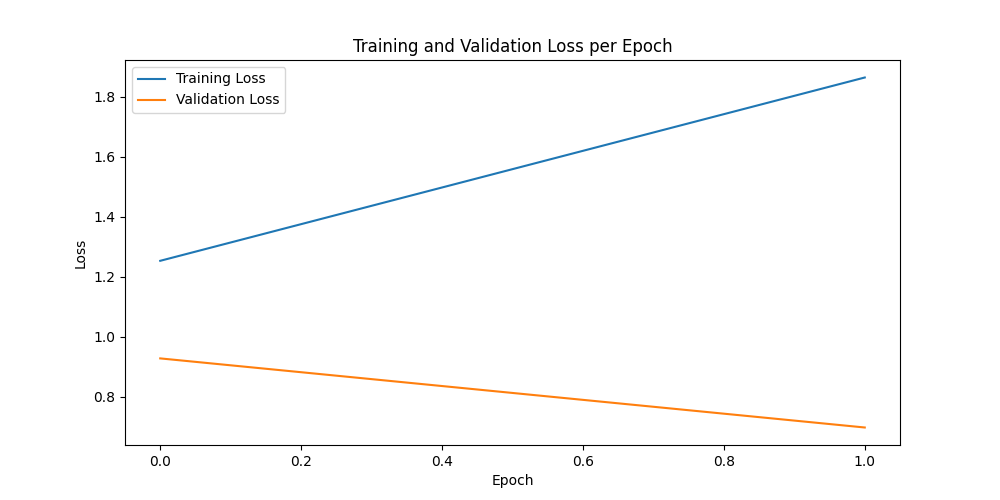 Training and Validation Loss per Epoch
Training Loss
Validation Loss
1.8
1.6
1.4
1.2
1.0
0.8
Loss
0.0 0.2 0.4 0.6 0.8 1.0
Epoch